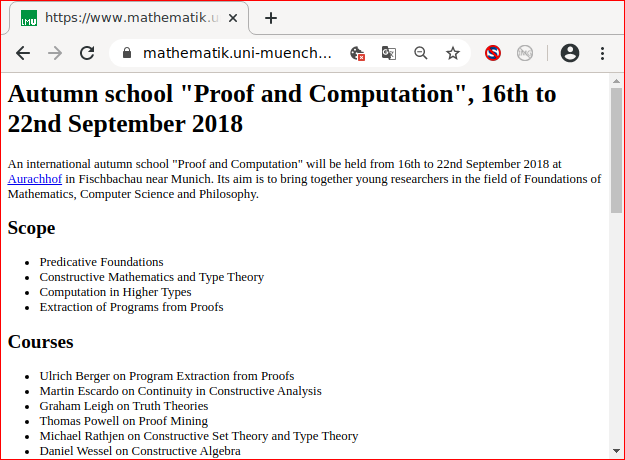 LMU https://www.mathematik.u
mathematik.uni-muench...
Autumn school "Proof and Computation", 16th to
22nd September 2018
An international autumn school "Proof and Computation" will be held from 16th to 22nd September 2018 at
Aurachhof in Fischbachau near Munich. Its aim is to bring together young researchers in the field of Foundations of
Mathematics, Computer Science and Philosophy.
Scope
• Predicative Foundations
• Constructive Mathematics and Type Theory
• Computation in Higher Types
• Extraction of Programs from Proofs
Courses
• Ulrich Berger on Program Extraction from Proofs
• Martin Escardo on Continuity in Constructive Analysis
• Graham Leigh on Truth Theories
• Thomas Powell on Proof Mining
• Michael Rathjen on Constructive Set Theory and Type Theory
• Daniel Wessel on Constructive Algebra